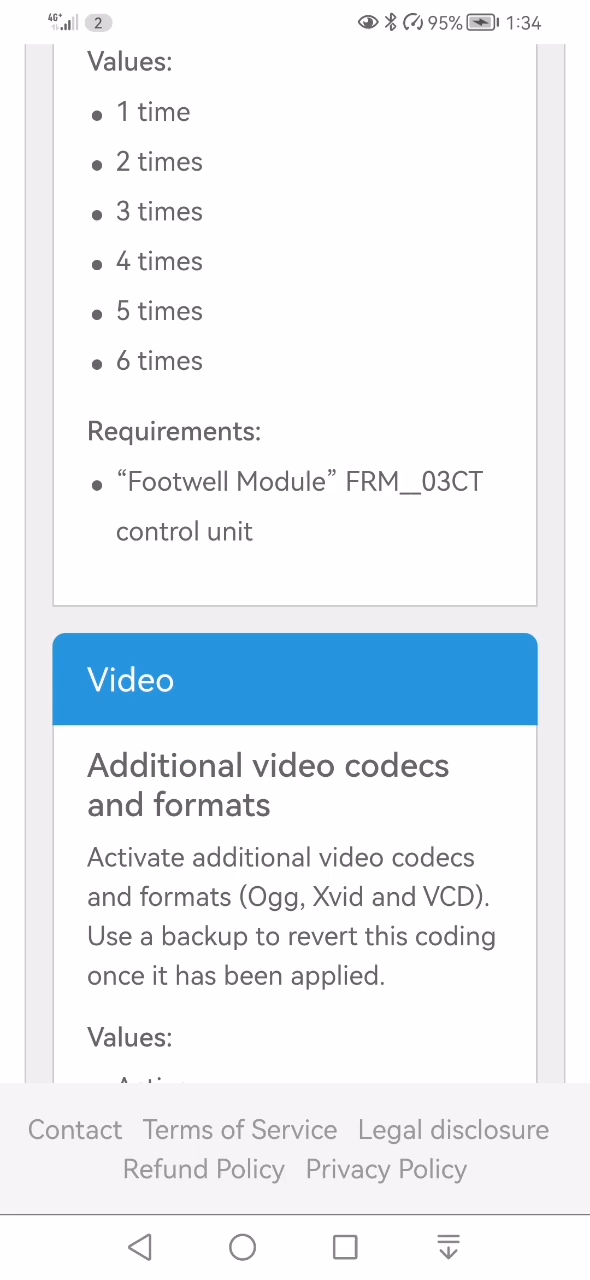 4G+ 2 95% 1:34
Values:
• 1 time
• 2 times
• 3 times
• 4 times
• 5 times
• 6 times
Requirements:
• “Footwell Module” FRM__03CT
control unit
Video
Additional video codecs
and formats
Activate additional video codecs
and formats (Ogg, Xvid and VCD).
Use a backup to revert this coding
once it has been applied.
Values:
Contact Terms of Service Legal disclosure
Refund Policy Privacy Policy